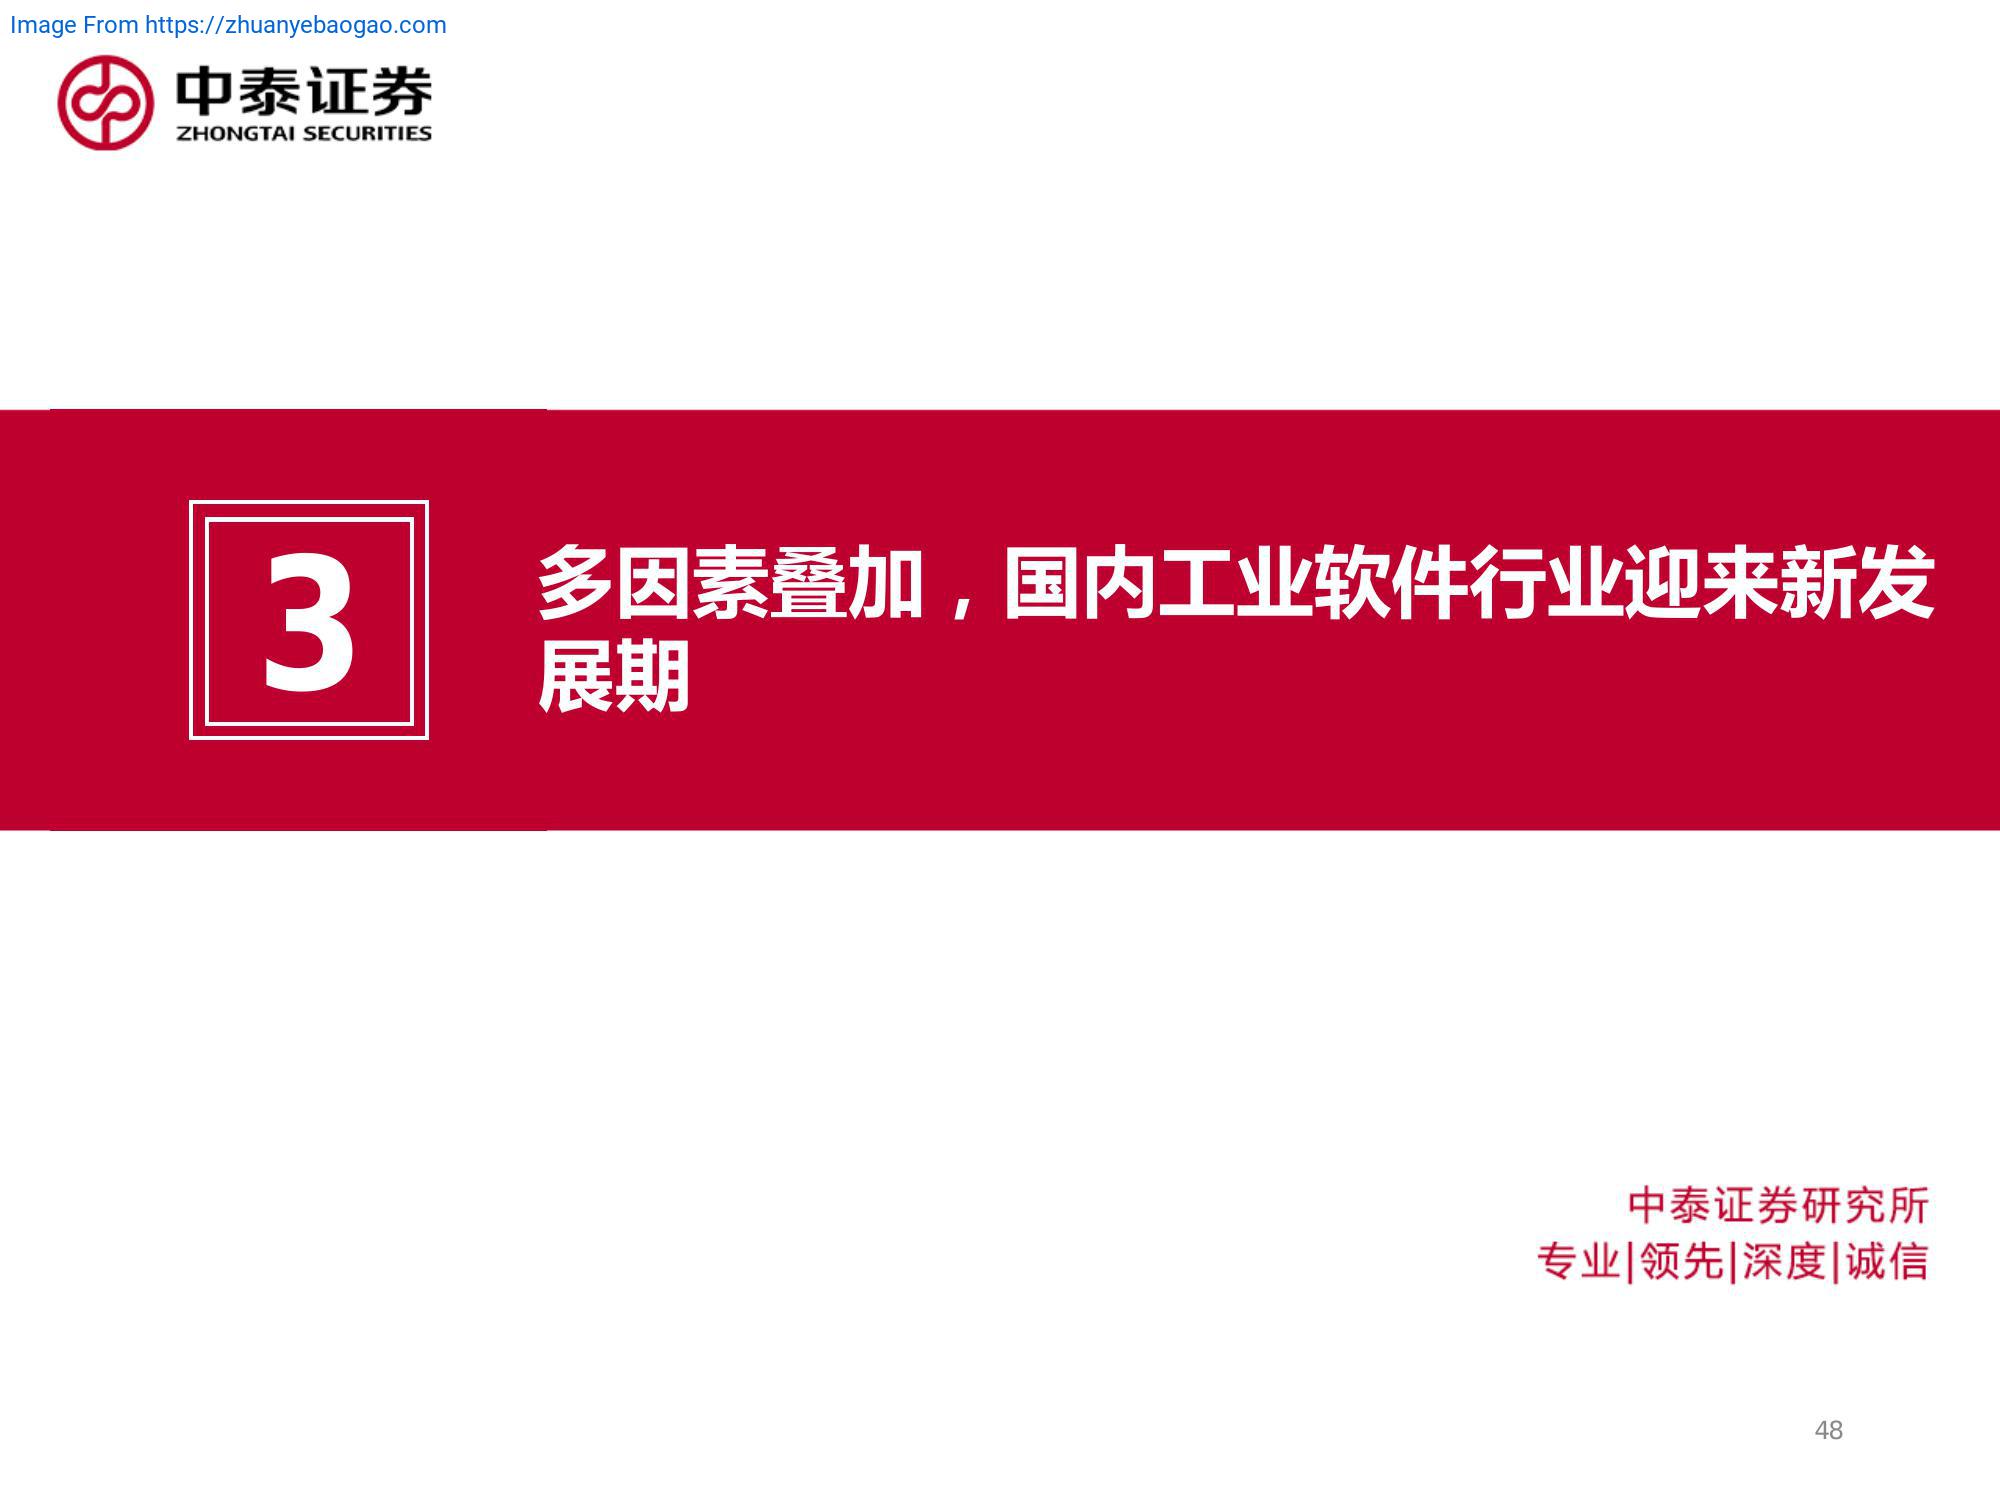 Image From https://zhuanyebaogao.com
中泰证券
ZHONGTAI SECURITIES
3
多因素叠加，国内工业软件行业迎来新发
展期
中泰证券研究所
专业|领先|深度|诚信
48